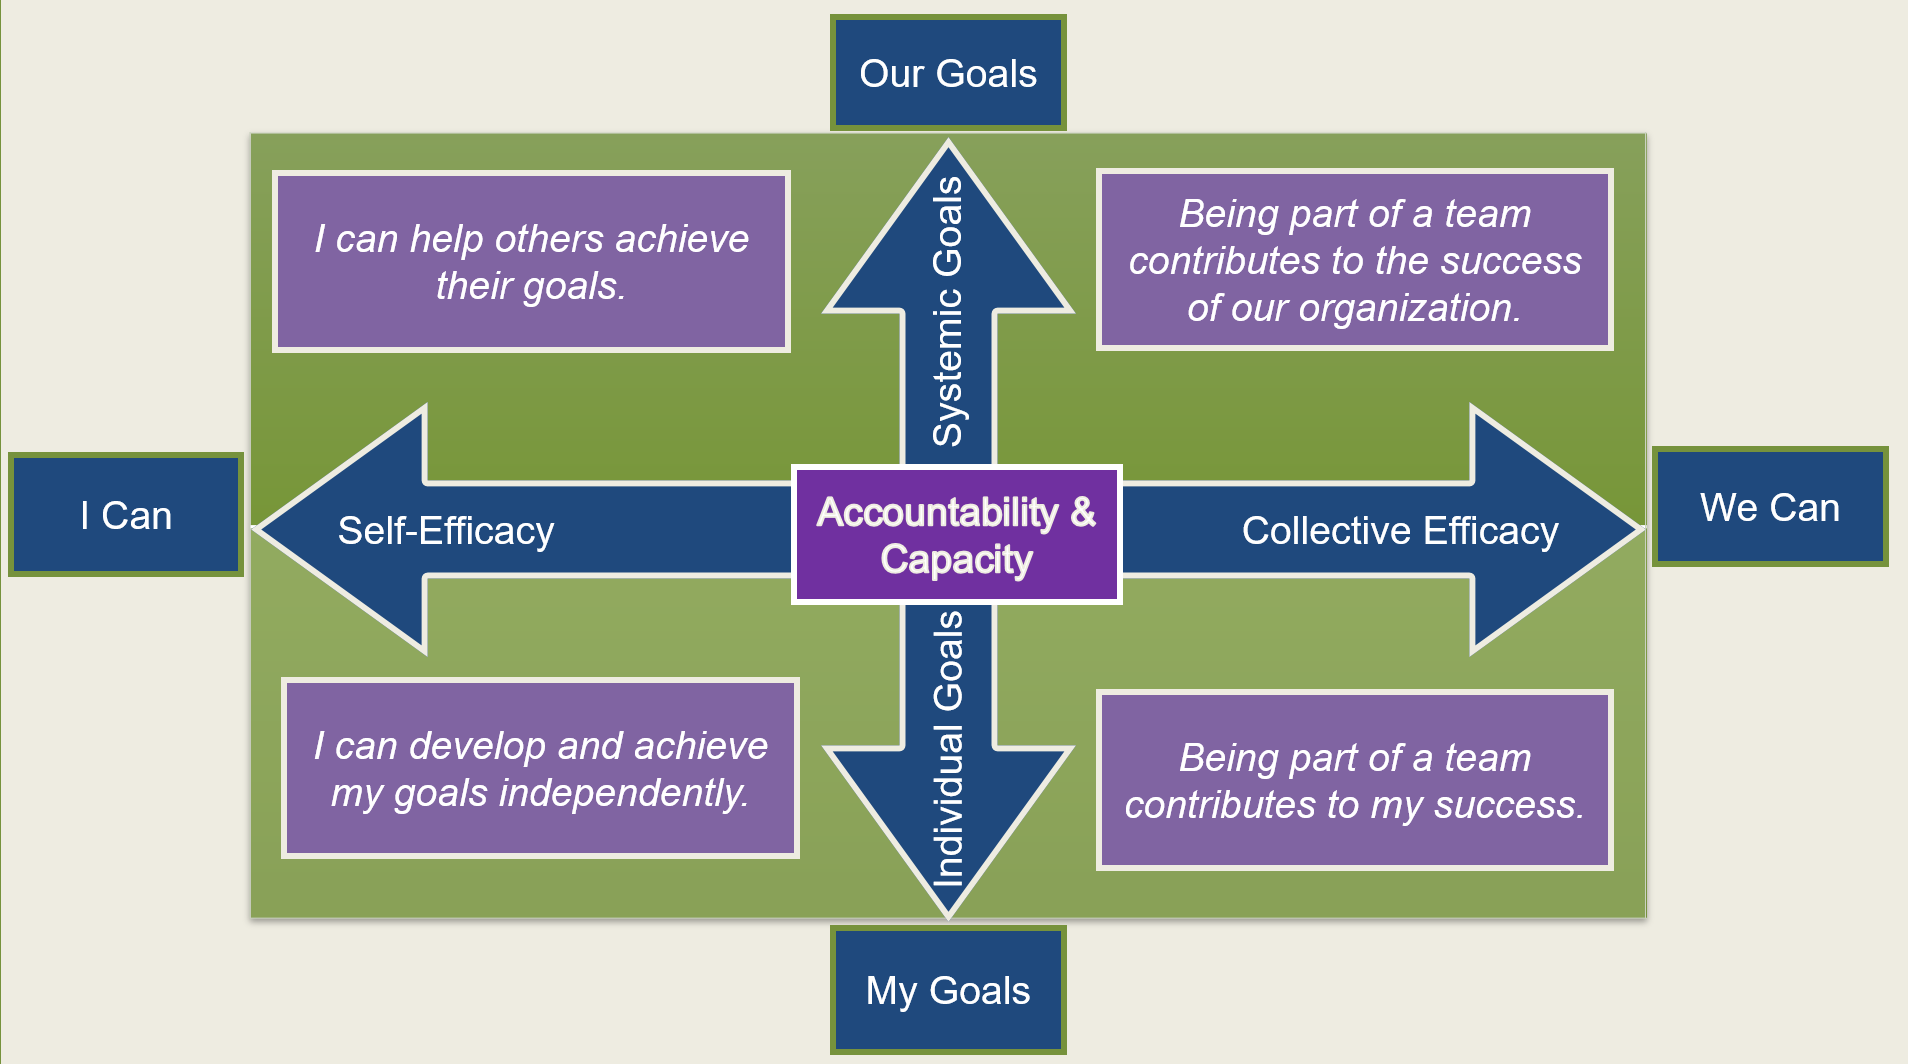 Our Goals
I can help others achieve
their goals.
Systemic Goals
Being part of a team
contributes to the success
of our organization.
I Can
Self-Efficacy
Accountability &
Capacity
Collective Efficacy
We Can
I can develop and achieve
my goals independently.
Individual Goals
Being part of a team
contributes to my success.
My Goals